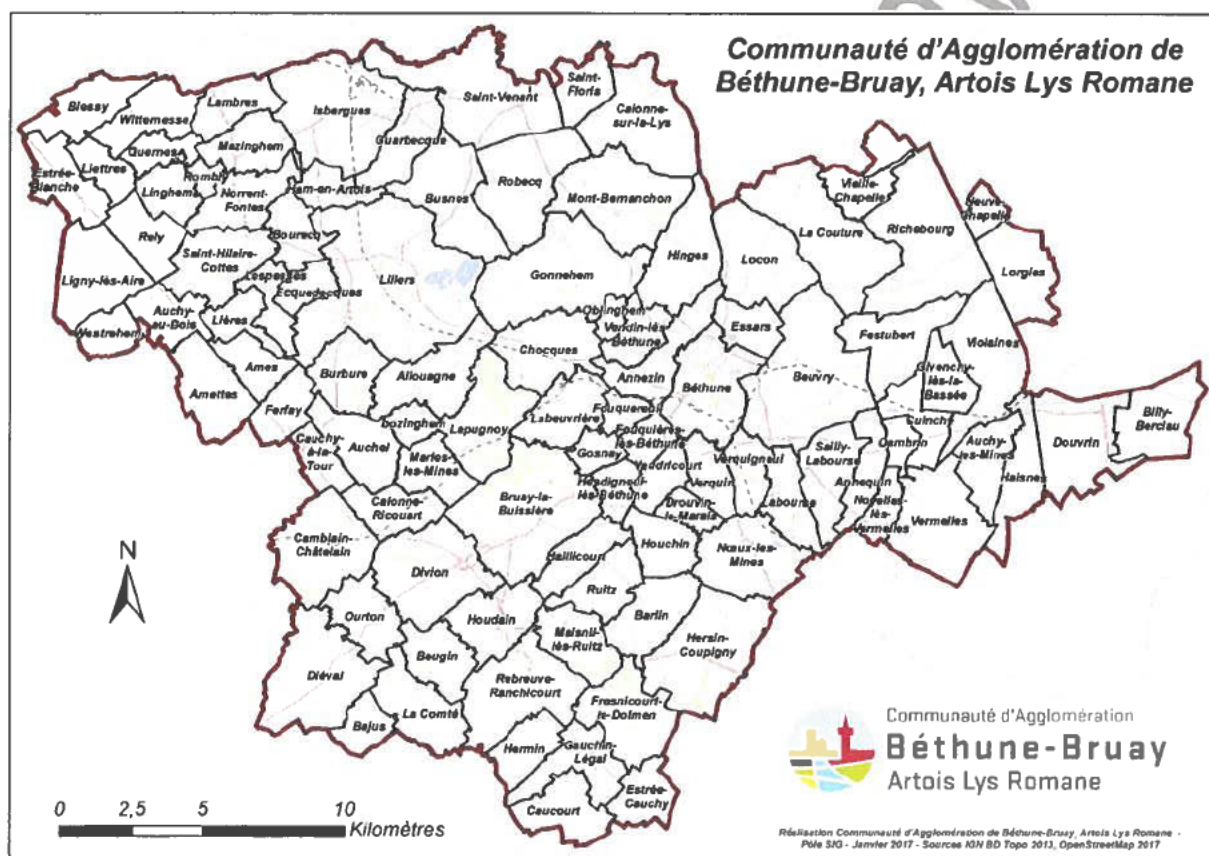 Communauté d'Agglomération de
Béthune-Bruay, Artois Lys Romane
Blessy
Witternesse
Lambres
Isbergues
Saint-Venant
Saint-
Floris
Calonne-
sur-la-Lys
Quernes
Mazinghem
Guarbecque
Estrée-
Blanche
Liettres
Rombly
Linghem
Norrent-
Fontes
Ham-en-Artois
Busnes
Robecq
Mont-Bernanchon
Vieille-
Chapelle
Neuve-
Chapelle
Richebourg
La Couture
Rely
Bourecq
Saint-Hilaire-
Cottes
Hinges
Locon
Lorgies
Ligny-lès-Aire
Lespesses
Ecquedecques
Lillers
Gonnehem
Westrehem
Auchy-
au-Bois
Lières
Oblinghem
Vendin-lès-
Béthune
Essars
Festubert
Violaines
Chocques
Ames
Amettes
Burbure
Allouagne
Annezin
Béthune
Beuvry
Givenchy-
lès-la-
Bassée
Ferfay
Lozinghem
Lapugnoy
Labeuvrière
Fouquereuil
Fouquières-
lès-Béthune
Cuinchy
Billy-
Berclau
Douvrin
Cauchy-
à-la-
Tour
Auchel
Marles-
les-Mines
Gosnay
Vaudricourt
Verquigneul
Sailly-
Labourse
Cambrin
Auchy-
les-Mines
Haisnes
Hesdigneul-
lès-Béthune
Verquin
Labourse
Annequin
Calonne-
Ricouart
Bruay-la-
Buissière
Drouvin-
le-Marais
Noyelles-
lès-
Vermelles
Vermelles
Camblain-
Châtelain
Haillicourt
Houchin
Nœux-les-
Mines
N
Divion
Ruitz
Ourton
Houdain
Barlin
Maisnil-
lès-Ruitz
Hersin-
Coupigny
Diéval
Beugin
Rebreuve-
Ranchicourt
Fresnicourt-
le-Dolmen
Bajus
La Comté
Hermin
Gauchin-
Légal
Estrée-
Cauchy
Caucourt
0 2,5 5 10
Kilomètres
Communauté d'Agglomération
Béthune-Bruay
Artois Lys Romane
Réalisation Communauté d'Agglomération de Béthune-Bruay, Artois Lys Romane -
Pôle SIG - Janvier 2017 - Sources IGN BD Topo 2013, OpenStreetMap 2017